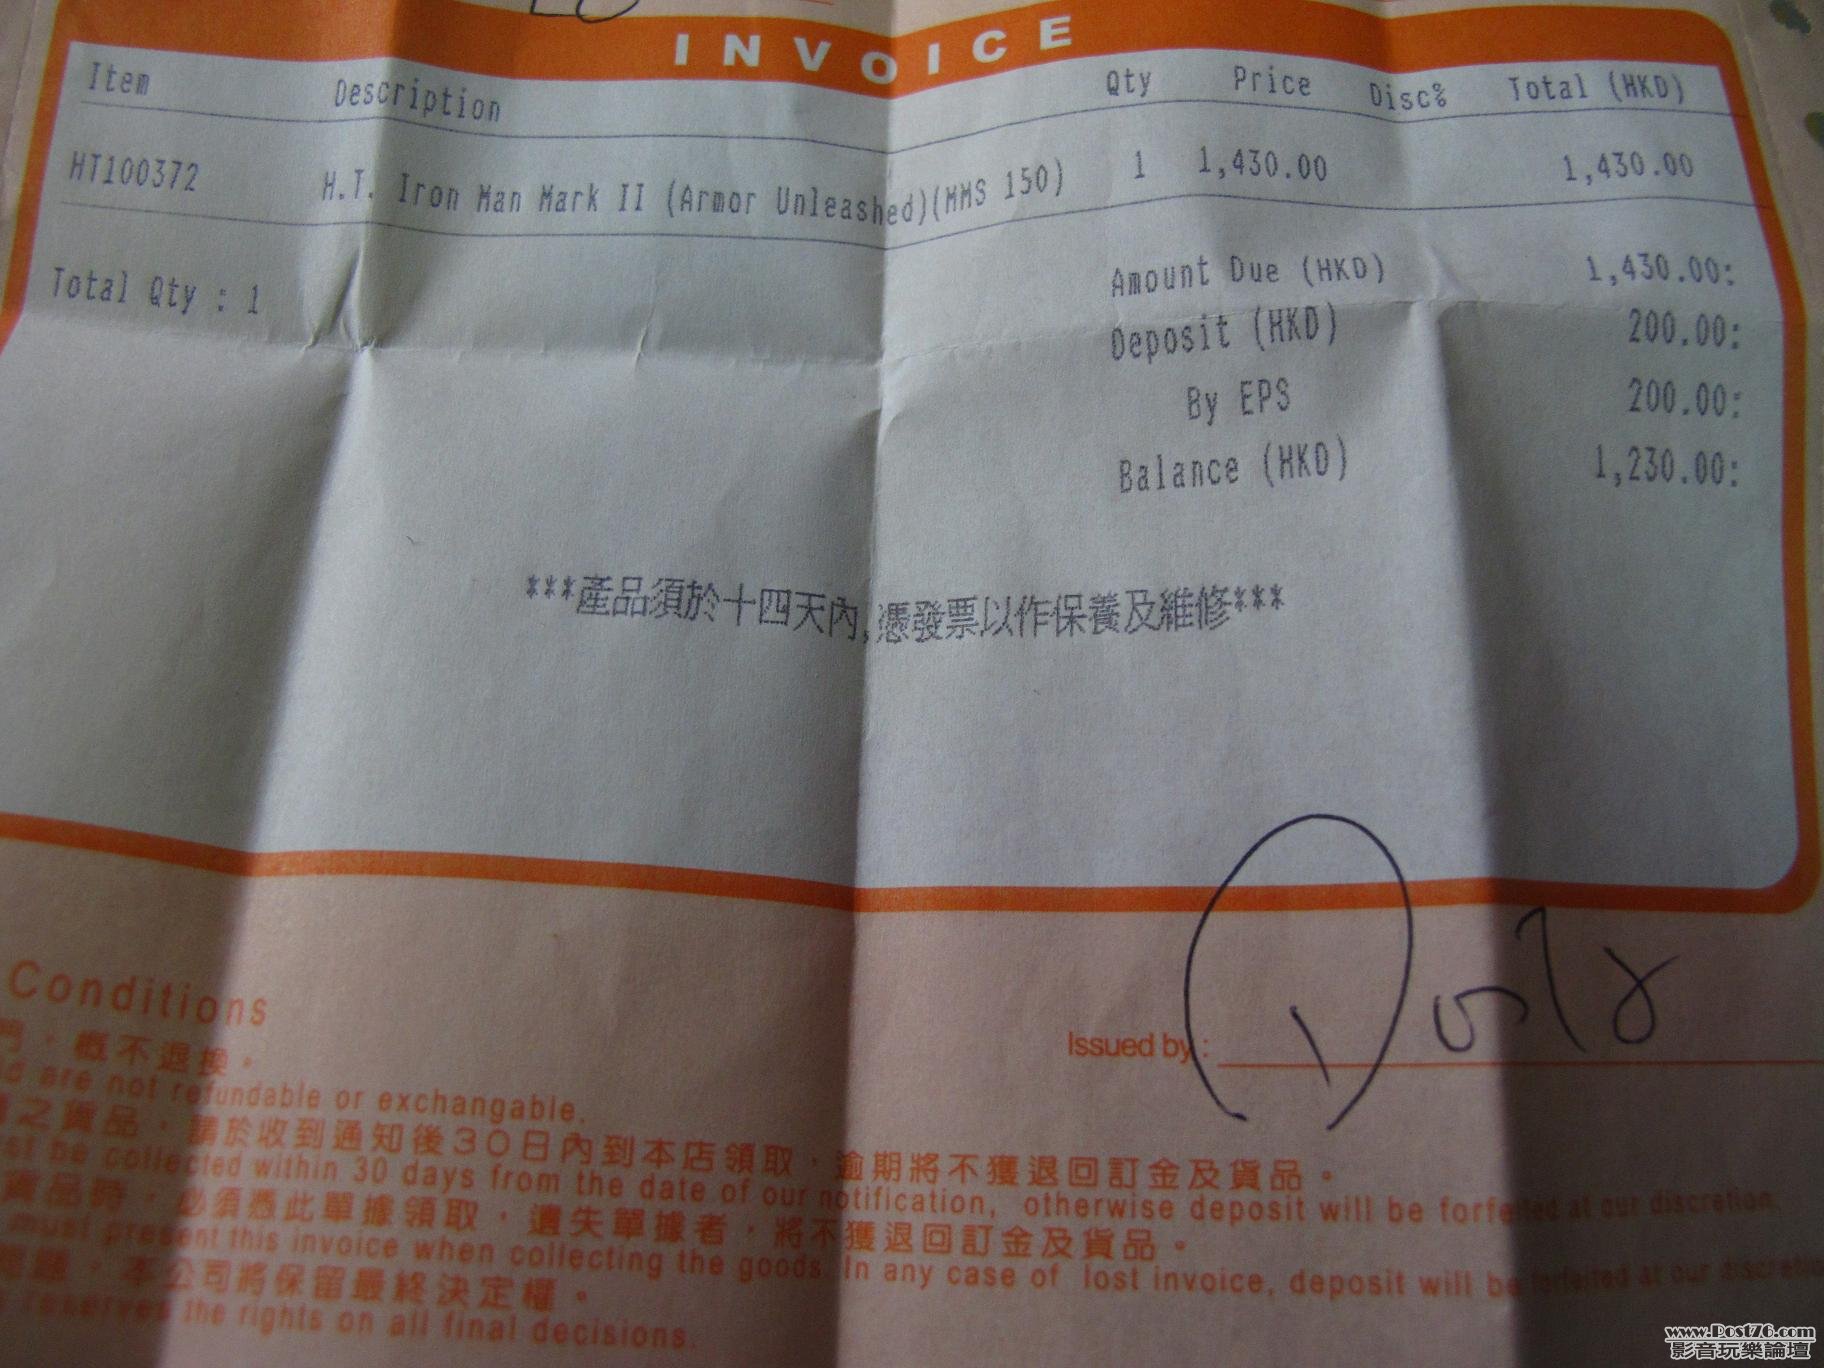 INVOICE
Item Description Qty Price Disc% Total (HKD)
HT100372 H.T. Iron Man Mark II (Armor Unleashed)(MMS 150) 1 1,430.00 1,430.00
Total Qty : 1 Amount Due (HKD) 1,430.00:
Deposit (HKD) 200.00:
By EPS 200.00:
Balance (HKD) 1,230.00:
***產品須於十四天內,憑發票以作保養及維修***
Conditions
Issued by :
，概不退換。
are not refundable or exchangeable.
之貨品，請於收到通知後30日內到本店領取，逾期將不獲退回訂金及貨品。
be collected within 30 days from the date of our notification, otherwise deposit will be forfeited at our discretion.
貨品時，必須憑此單據領取，遺失單據者，將不獲退回訂金及貨品。
must present this invoice when collecting the goods. In any case of lost invoice, deposit will be forfeited at our discretion
，本公司將保留最終決定權。
reserves the rights on all final decisions.
www.Post76.com
影音玩樂論壇